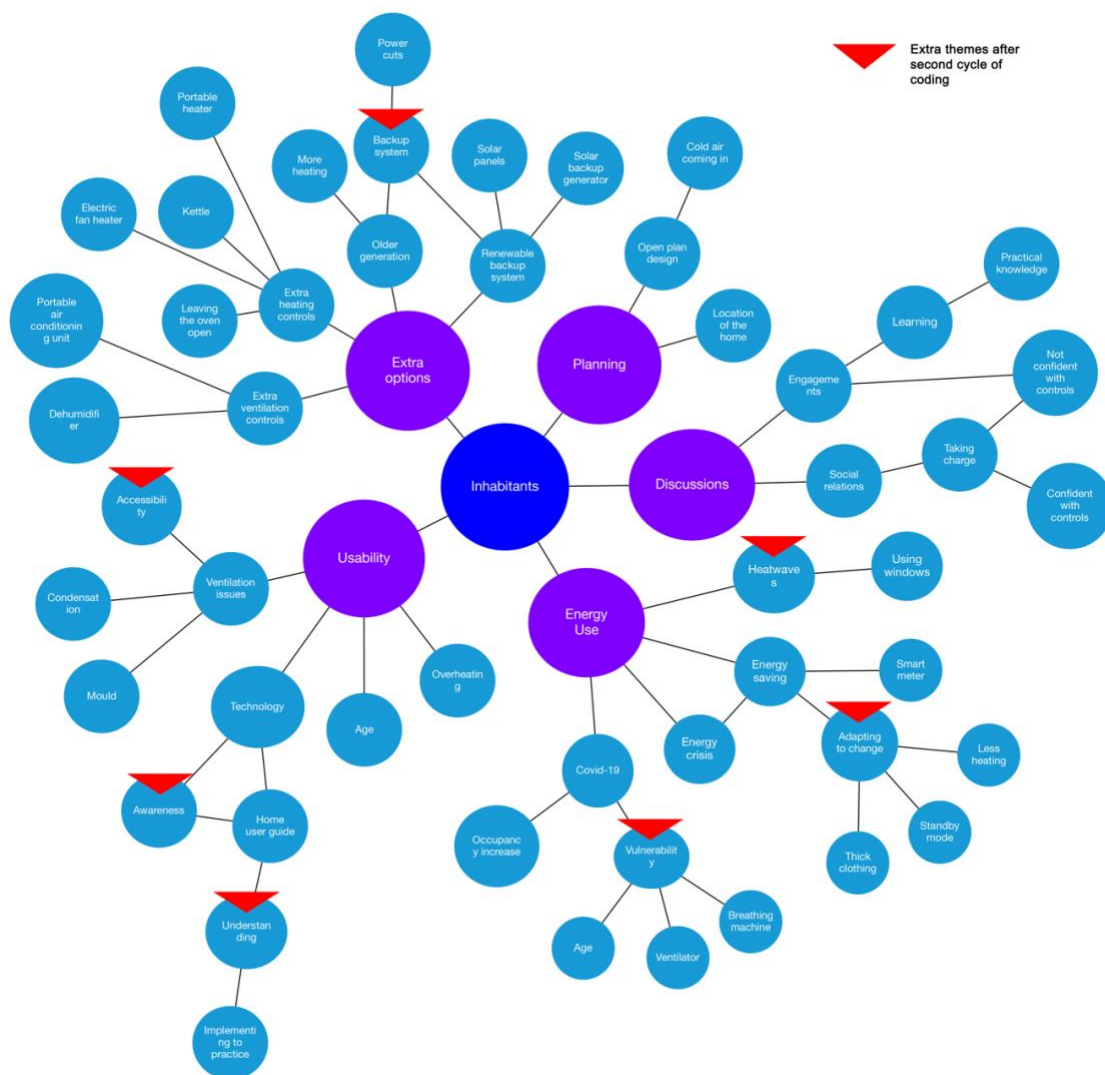 Power
cuts
Extra themes after
second cycle of
coding
Portable
heater
Backup
system
More
heating
Solar
panels
Solar
backup
generator
Cold air
coming in
Electric
fan heater
Kettle
Older
generation
Renewable
backup
system
Open plan
design
Practical
knowledge
Portable
air
conditionin
g unit
Leaving
the oven
open
Extra
heating
controls
Extra
options
Planning
Location
of the
home
Learning
Not
confident
with
controls
Engageme
nts
Dehumidifi
er
Extra
ventilation
controls
Inhabitants
Discussions
Social
relations
Taking
charge
Confident
with
controls
Accessibili
ty
Usability
Heatwave
s
Using
windows
Ventilation
issues
Condensat
ion
Energy
Use
Mould
Technology
Overheatin
g
Age
Energy
saving
Smart
meter
Energy
crisis
Adapting
to change
Less
heating
Covid-19
Awareness
Home
user guide
Occupanc
y increase
Vulnerabilit
y
Thick
clothing
Standby
mode
Understan
ding
Age
Ventilator
Breathing
machine
Implementi
ng to
practice